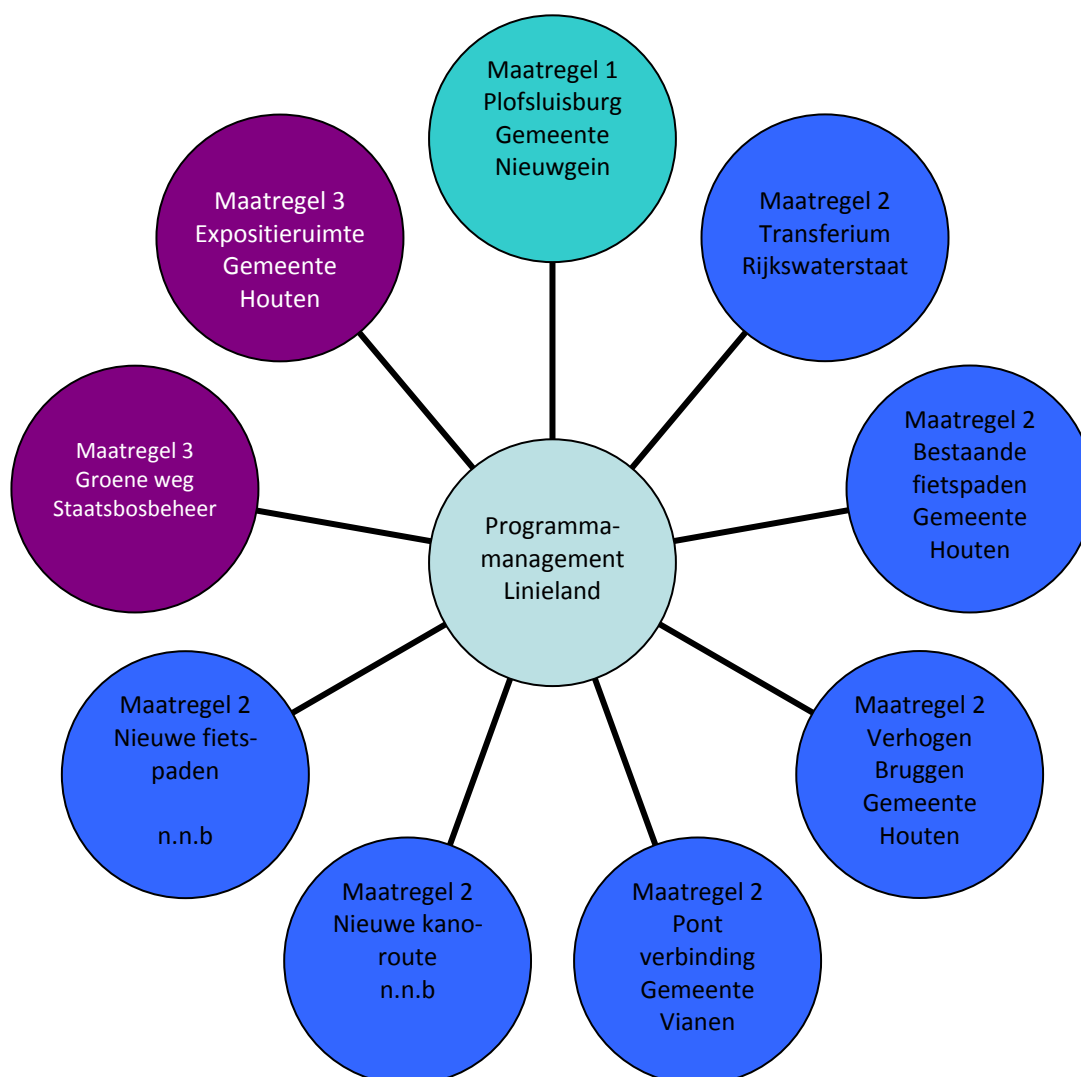 Maatregel 1
Plofsluisburg
Gemeente
Nieuwgein
Maatregel 2
Transferium
Rijkswaterstaat
Maatregel 2
Bestaande
fietspaden
Gemeente
Houten
Maatregel 2
Verhogen
Bruggen
Gemeente
Houten
Maatregel 2
Pont
verbinding
Gemeente
Vianen
Maatregel 2
Nieuwe kano-
route
n.n.b
Maatregel 2
Nieuwe fiets-
paden
n.n.b
Maatregel 3
Groene weg
Staatsbosbeheer
Maatregel 3
Expositieruimte
Gemeente
Houten
Programma-
management
Linieland